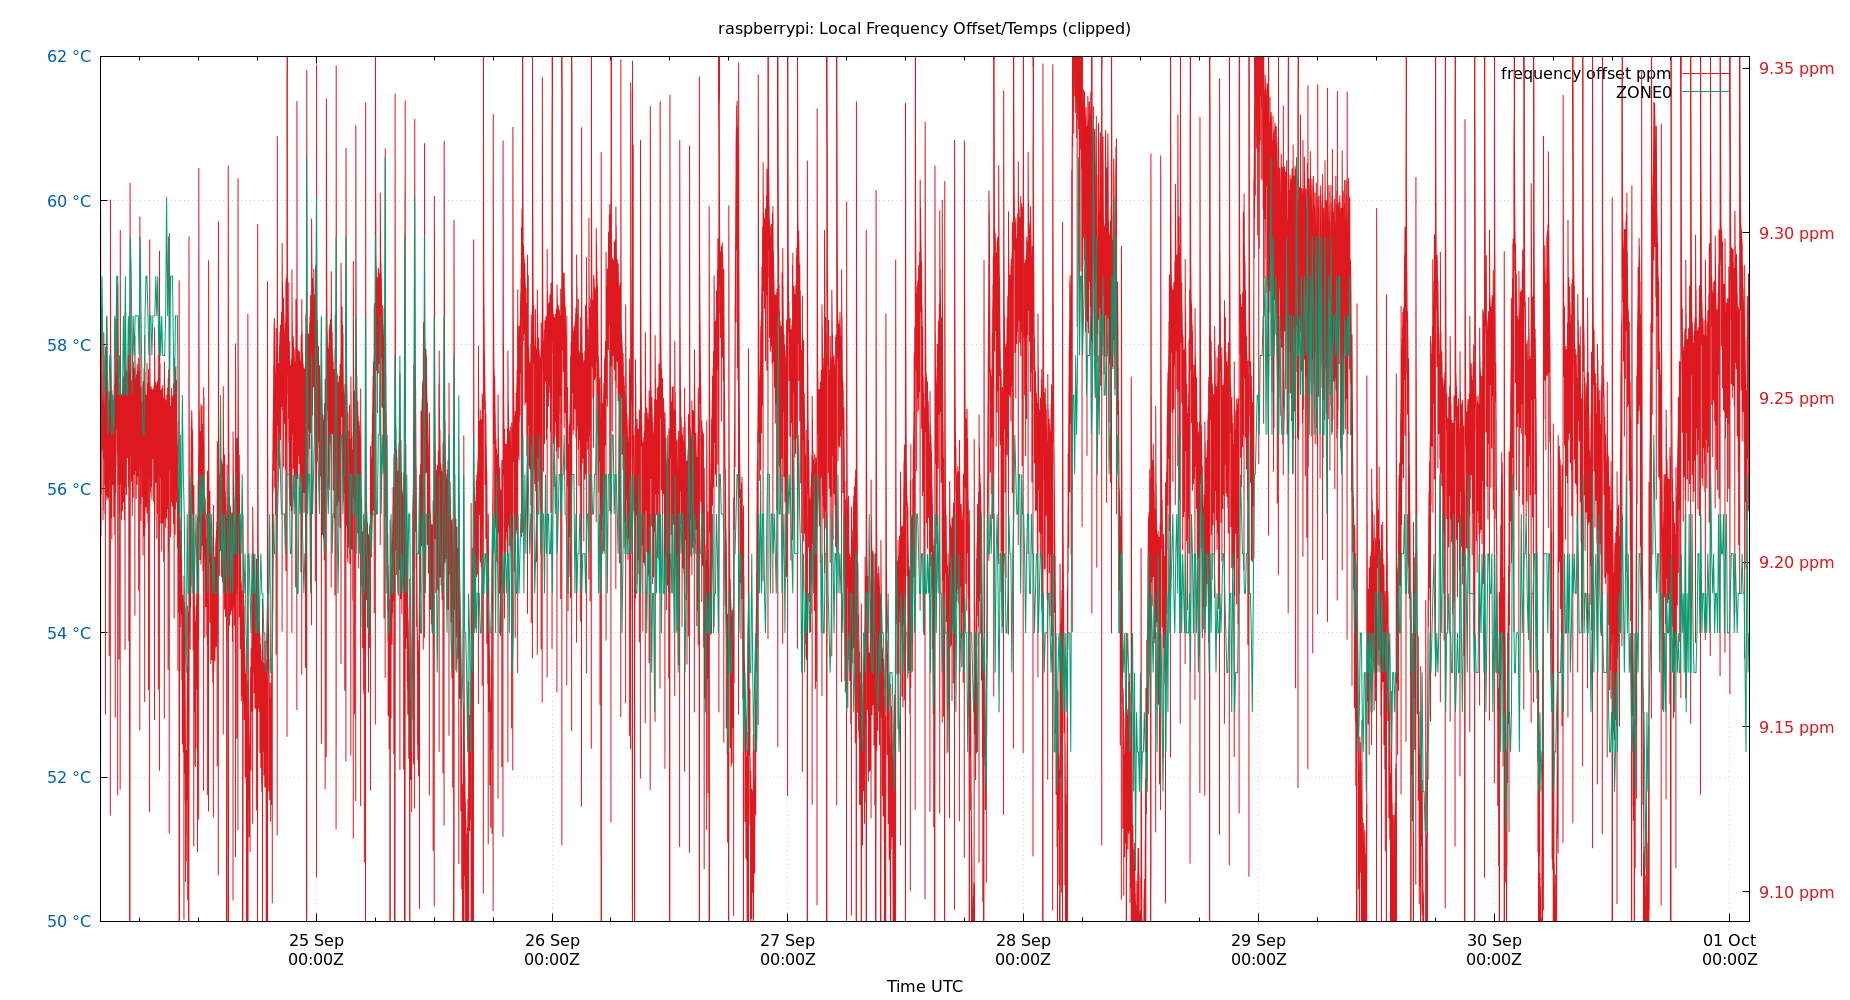 raspberrypi: Local Frequency Offset/Temps (clipped)
62 °C
60 °C
58 °C
56 °C
54 °C
52 °C
50 °C
9.35 ppm
9.30 ppm
9.25 ppm
9.20 ppm
9.15 ppm
9.10 ppm
frequency offset ppm
ZONE0
25 Sep
00:00Z
26 Sep
00:00Z
27 Sep
00:00Z
28 Sep
00:00Z
29 Sep
00:00Z
30 Sep
00:00Z
01 Oct
00:00Z
Time UTC